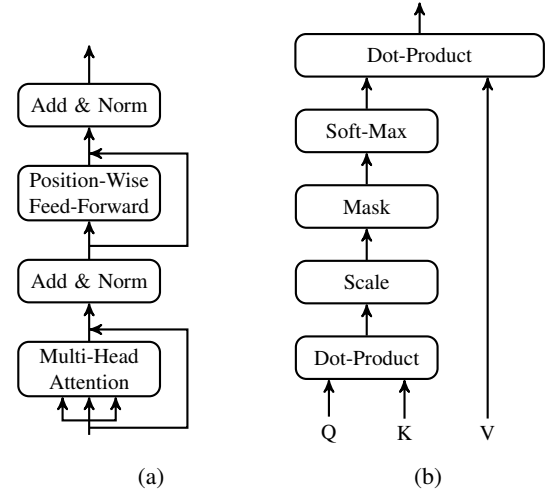 Add & Norm
Position-Wise
Feed-Forward
Add & Norm
Multi-Head
Attention
(a)
Dot-Product
Soft-Max
Mask
Scale
Dot-Product
Q K V
(b)